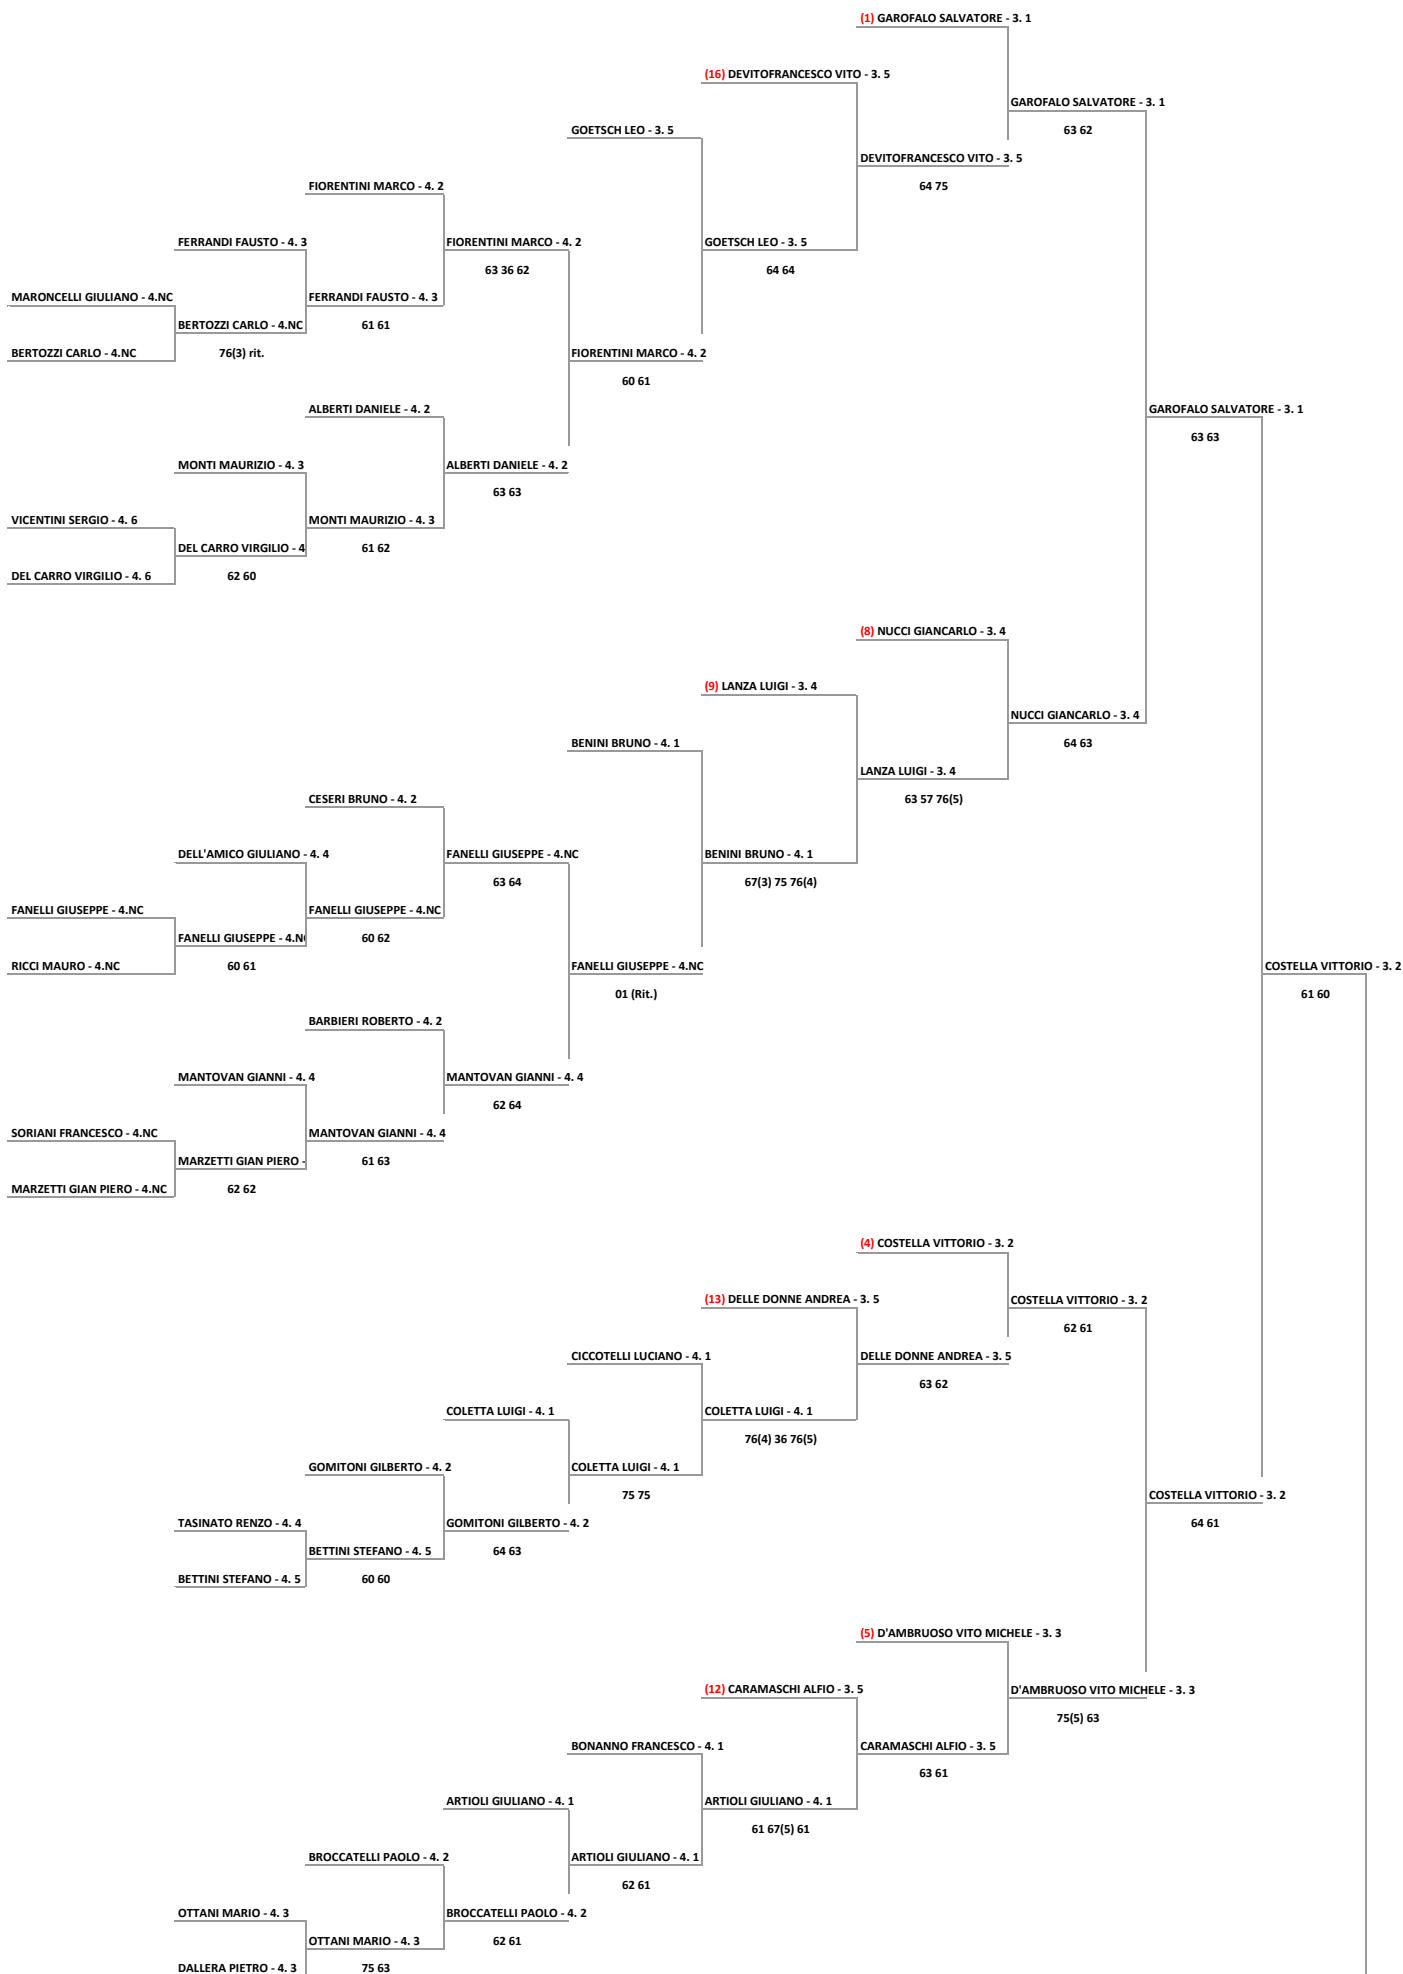 (1) GAROFALO SALVATORE - 3. 1
(16) DEVITOFRANCESCO VITO - 3. 5
GAROFALO SALVATORE - 3. 1
GOETSCH LEO - 3. 5
63 62
DEVITOFRANCESCO VITO - 3. 5
FIORENTINI MARCO - 4. 2
64 75
FERRANDI FAUSTO - 4. 3
FIORENTINI MARCO - 4. 2
GOETSCH LEO - 3. 5
63 36 62
64 64
MARONCELLI GIULIANO - 4.NC
FERRANDI FAUSTO - 4. 3
BERTOZZI CARLO - 4.NC
61 61
BERTOZZI CARLO - 4.NC
76(3) rit.
FIORENTINI MARCO - 4. 2
60 61
ALBERTI DANIELE - 4. 2
GAROFALO SALVATORE - 3. 1
63 63
MONTI MAURIZIO - 4. 3
ALBERTI DANIELE - 4. 2
63 63
VICENTINI SERGIO - 4. 6
MONTI MAURIZIO - 4. 3
DEL CARRO VIRGILIO - 4
61 62
DEL CARRO VIRGILIO - 4. 6
62 60
(8) NUCCI GIANCARLO - 3. 4
(9) LANZA LUIGI - 3. 4
NUCCI GIANCARLO - 3. 4
BENINI BRUNO - 4. 1
64 63
LANZA LUIGI - 3. 4
CESERI BRUNO - 4. 2
63 57 76(5)
DELL'AMICO GIULIANO - 4. 4
FANELLI GIUSEPPE - 4.NC
BENINI BRUNO - 4. 1
63 64
67(3) 75 76(4)
FANELLI GIUSEPPE - 4.NC
FANELLI GIUSEPPE - 4.NC
FANELLI GIUSEPPE - 4.N
60 62
RICCI MAURO - 4.NC
60 61
FANELLI GIUSEPPE - 4.NC
COSTELLA VITTORIO - 3. 2
01 (Rit.)
61 60
BARBIERI ROBERTO - 4. 2
MANTOVAN GIANNI - 4. 4
MANTOVAN GIANNI - 4. 4
62 64
SORIANI FRANCESCO - 4.NC
MANTOVAN GIANNI - 4. 4
MARZETTI GIAN PIERO -
61 63
MARZETTI GIAN PIERO - 4.NC
62 62
(4) COSTELLA VITTORIO - 3. 2
(13) DELLE DONNE ANDREA - 3. 5
COSTELLA VITTORIO - 3. 2
62 61
CICCOTELLI LUCIANO - 4. 1
DELLE DONNE ANDREA - 3. 5
63 62
COLETTA LUIGI - 4. 1
COLETTA LUIGI - 4. 1
76(4) 36 76(5)
GOMITONI GILBERTO - 4. 2
COLETTA LUIGI - 4. 1
75 75
COSTELLA VITTORIO - 3. 2
TASINATO RENZO - 4. 4
GOMITONI GILBERTO - 4. 2
64 61
BETTINI STEFANO - 4. 5
64 63
BETTINI STEFANO - 4. 5
60 60
(5) D'AMBRUOSO VITO MICHELE - 3. 3
(12) CARAMASCHI ALFIO - 3. 5
D'AMBRUOSO VITO MICHELE - 3. 3
75(5) 63
BONANNO FRANCESCO - 4. 1
CARAMASCHI ALFIO - 3. 5
63 61
ARTIOLI GIULIANO - 4. 1
ARTIOLI GIULIANO - 4. 1
61 67(5) 61
BROCCATELLI PAOLO - 4. 2
ARTIOLI GIULIANO - 4. 1
62 61
OTTANI MARIO - 4. 3
BROCCATELLI PAOLO - 4. 2
OTTANI MARIO - 4. 3
62 61
DALLERA PIETRO - 4. 3
75 63